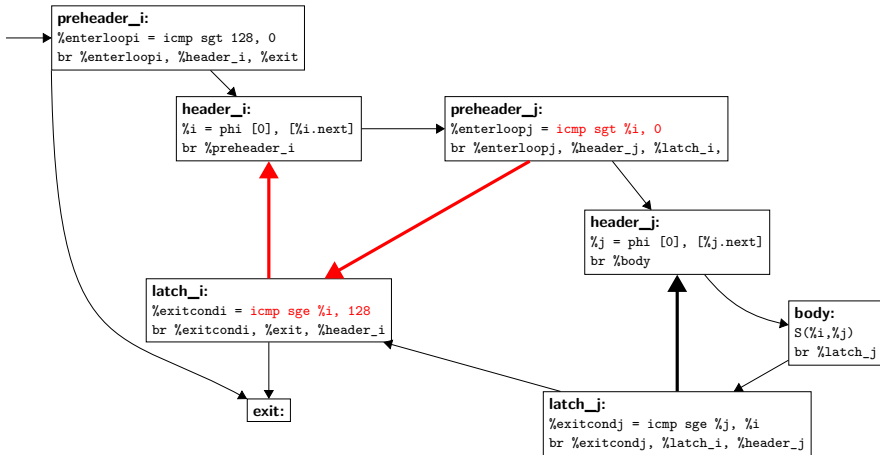 preheader_i:
%enterloopi = icmp sgt 128, 0
br %enterloopi, %header_i, %exit
header_i:
%i = phi [0], [%i.next]
br %preheader_i
preheader_j:
%enterloopj = icmp sgt %i, 0
br %enterloopj, %header_j, %latch_i,
header_j:
%j = phi [0], [%j.next]
br %body
latch_i:
%exitcondi = icmp sge %i, 128
br %exitcondi, %exit, %header_i
body:
S(%i,%j)
br %latch_j
exit:
latch_j:
%exitcondj = icmp sge %j, %i
br %exitcondj, %latch_i, %header_j